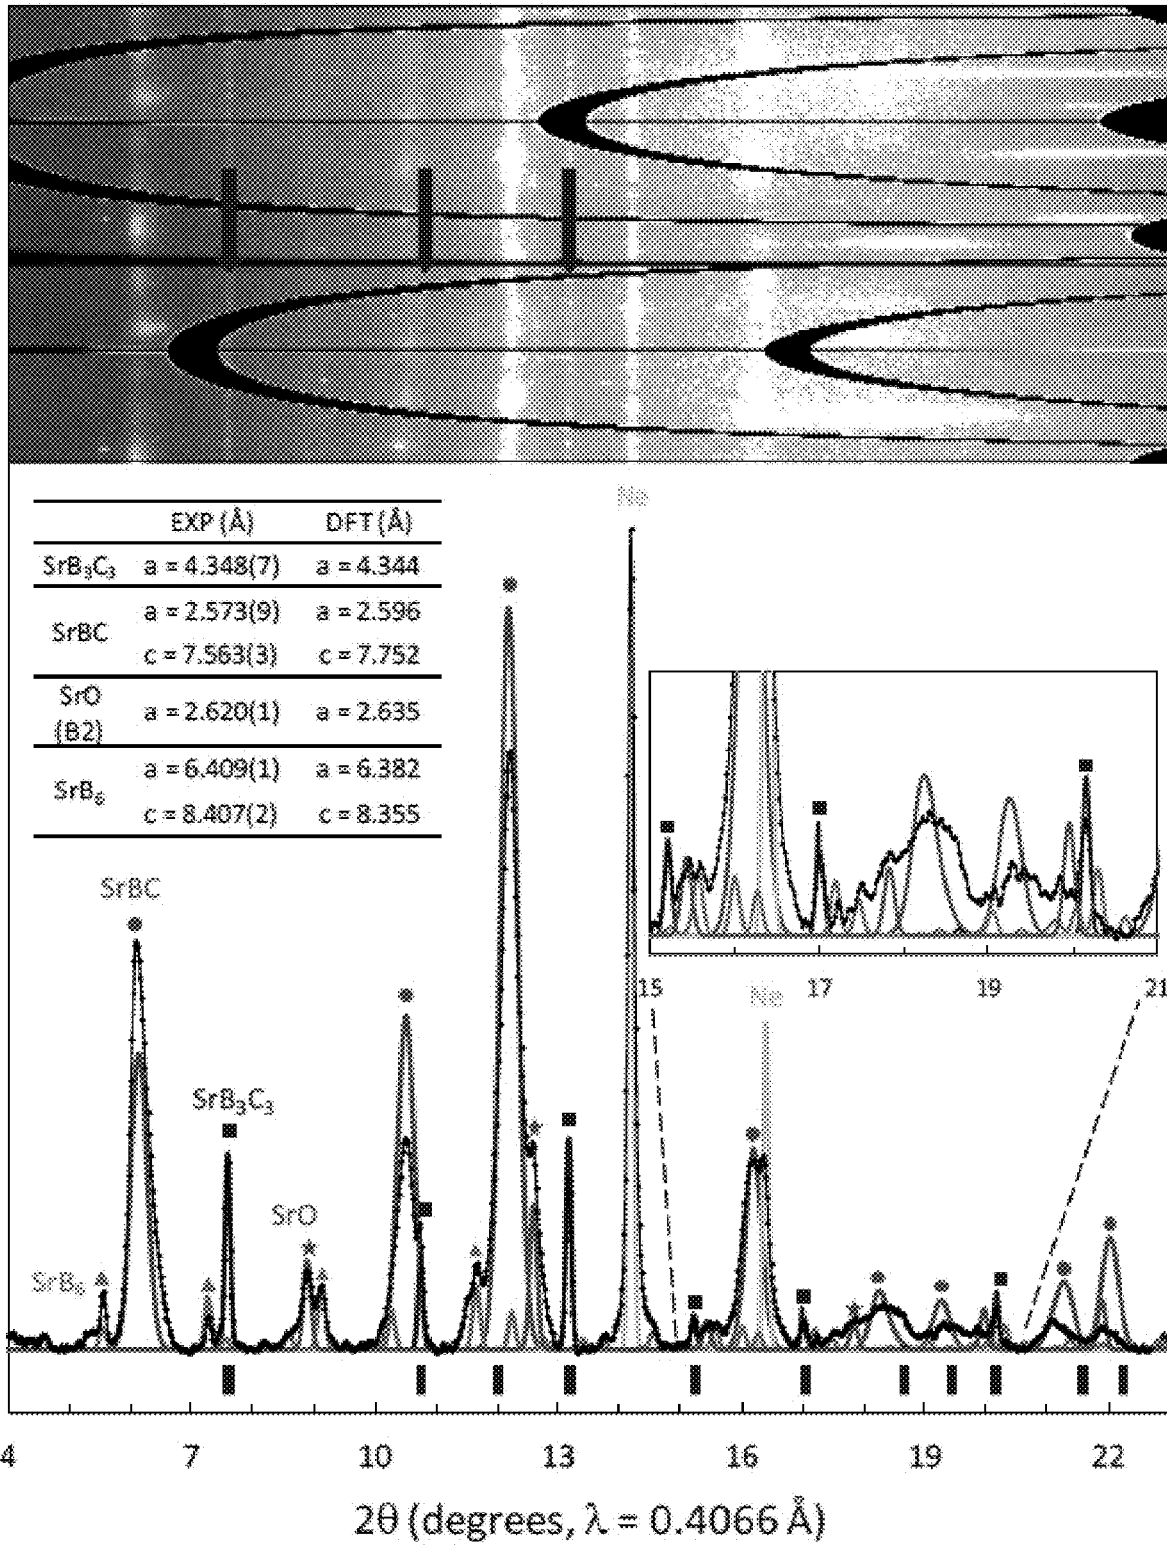 Ne
EXP (Å) DFT (Å)
SrB₃C₃ a = 4.348(7) a = 4.344
SrBC a = 2.573(9) a = 2.596
c = 7.563(3) c = 7.752
SrO (B2) a = 2.620(1) a = 2.635
SrB₆ a = 6.409(1) a = 6.382
c = 8.407(2) c = 8.355
SrBC
15 17 19 21
Ne
SrB₃C₃
SrO
SrB₆
4 7 10 13 16 19 22
2θ (degrees, λ = 0.4066 Å)